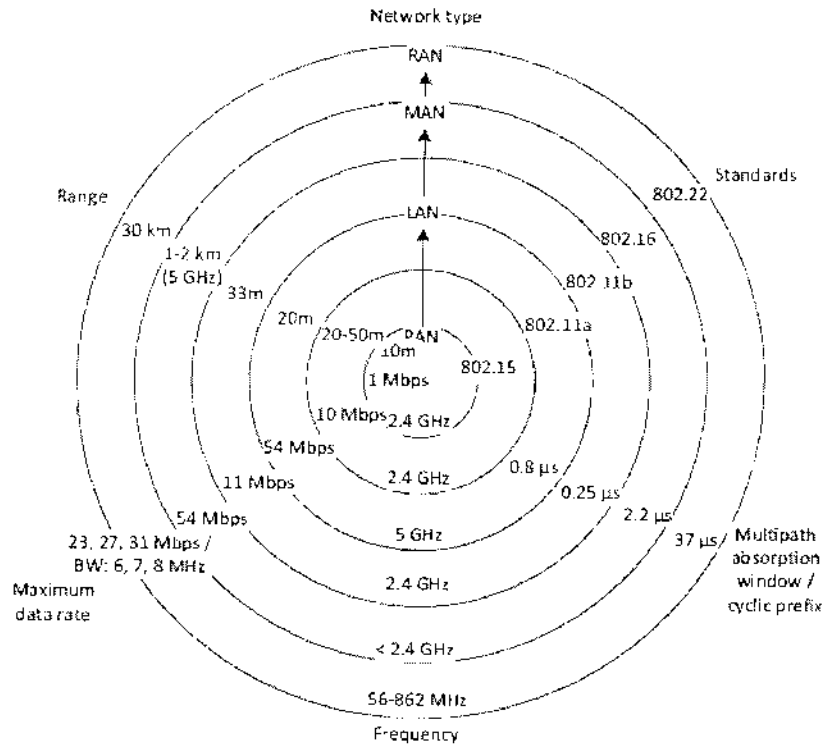 Network type
RAN
MAN
Standards
802.22
Range
30 km
LAN
802.16
1-2 km
(5 GHz)
802.11b
33m
20m
802.11a
20-50m
PAN
10m
802.15
1 Mbps
10 Mbps
2.4 GHz
54 Mbps
0.8 µs
2.4 GHz
11 Mbps
0.25 µs
54 Mbps
2.2 µs
5 GHz
23, 27, 31 Mbps /
BW: 6, 7, 8 MHz
37 µs
Multipath
absorption
window /
cyclic prefix
2.4 GHz
Maximum
data rate
< 2.4 GHz
56-862 MHz
Frequency